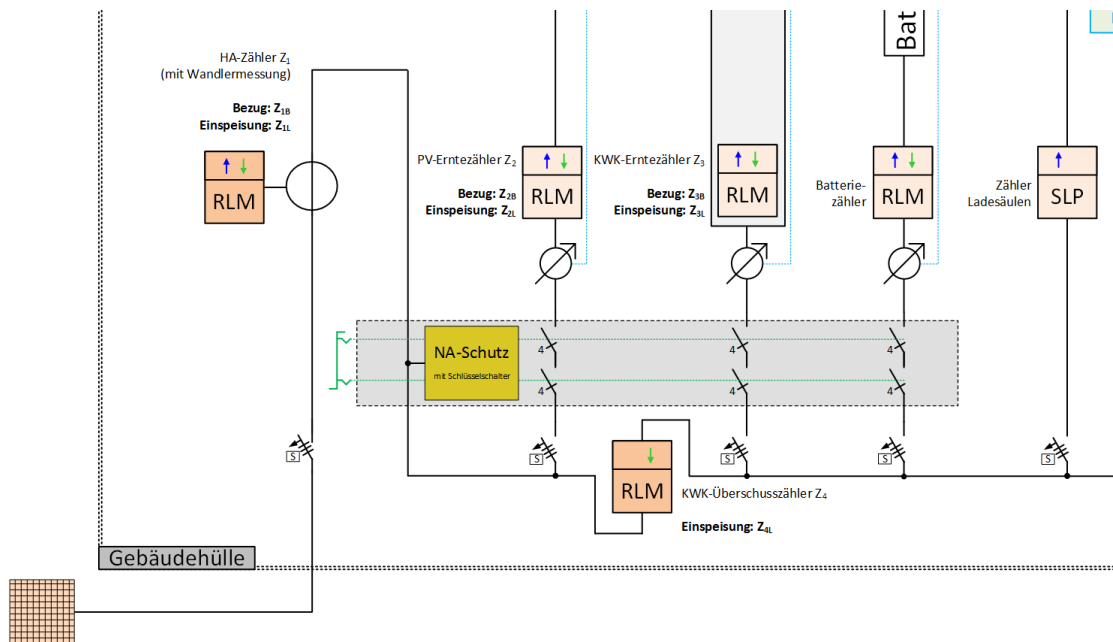 HA-Zähler Z1
(mit Wandlermessung)
Bezug: Z1B
Einspeisung: Z1L
RLM
PV-Erntezähler Z2
Bezug: Z2B
Einspeisung: Z2L
RLM
KWK-Erntezähler Z3
Bezug: Z3B
Einspeisung: Z3L
RLM
Bat
Batterie-
zähler
RLM
Zähler
Ladesäulen
SLP
NA-Schutz
mit Schlüsselschalter
4
4
4
4
4
4
S
S
S
S
S
RLM
KWK-Überschusszähler Z4
Einspeisung: Z4L
Gebäudehülle